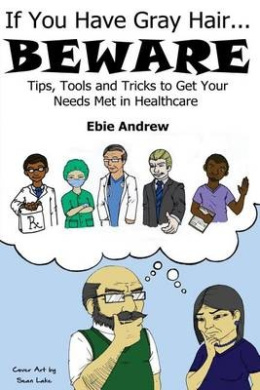 If You Have Gray Hair...
BEWARE
Tips, Tools and Tricks to Get Your
Needs Met in Healthcare
Ebie Andrew
Rx
Cover Art by
Sean Lake